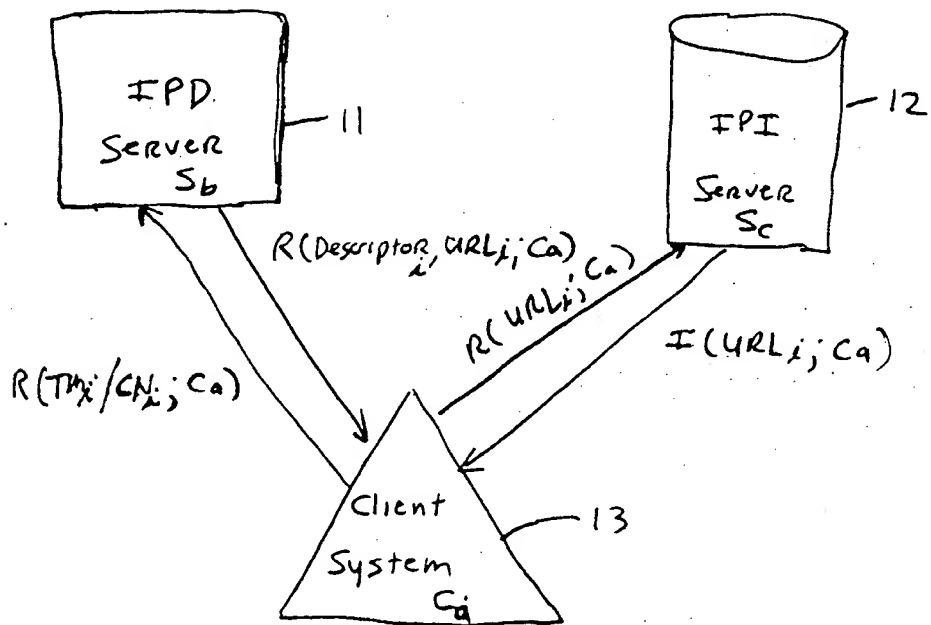 IPD
Server
Sb
11
IPI
Server
Sc
12
R(Descriptor i, URLi; Ca)
R(URLi; Ca)
I(URLi; Ca)
R(TMi/CNi; Ca)
Client
System
Ca
13